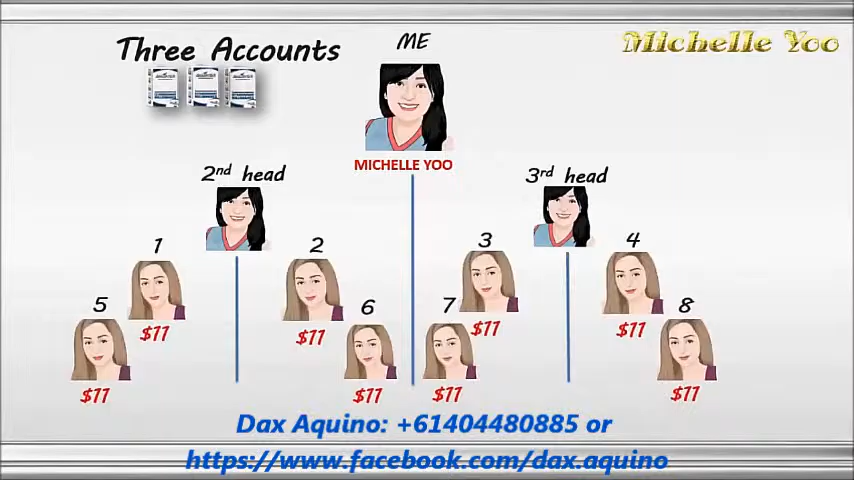 Three Accounts
ME
Michelle Yoo
MICHELLE YOO
2nd head
3rd head
1
2
3
4
5
6
7
8
$11
$11
$11
$11
$11
$11
$11
$11
Dax Aquino: +61404480885 or
https://www.facebook.com/dax.aquino